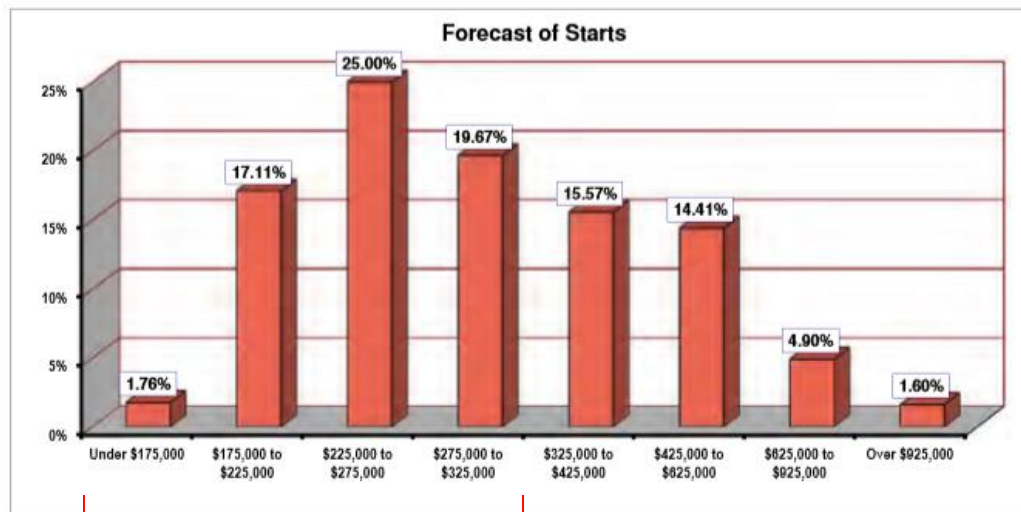 Forecast of Starts
25%
20%
15%
10%
5%
0%
1.76%
17.11%
25.00%
19.67%
15.57%
14.41%
4.90%
1.60%
Under $175,000
$175,000 to
$225,000
$225,000 to
$275,000
$275,000 to
$325,000
$325,000 to
$425,000
$425,000 to
$625,000
$625,000 to
$925,000
Over $925,000